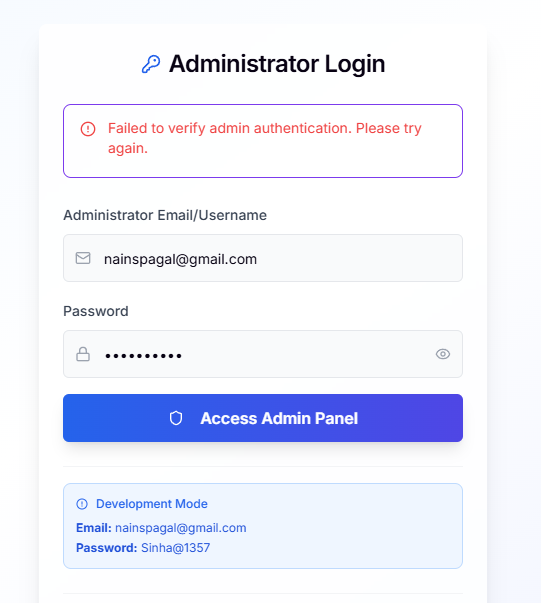 Administrator Login
Failed to verify admin authentication. Please try
again.
Administrator Email/Username
nainspagal@gmail.com
Password
••••••••••
Access Admin Panel
Development Mode
Email: nainspagal@gmail.com
Password: Sinha@1357